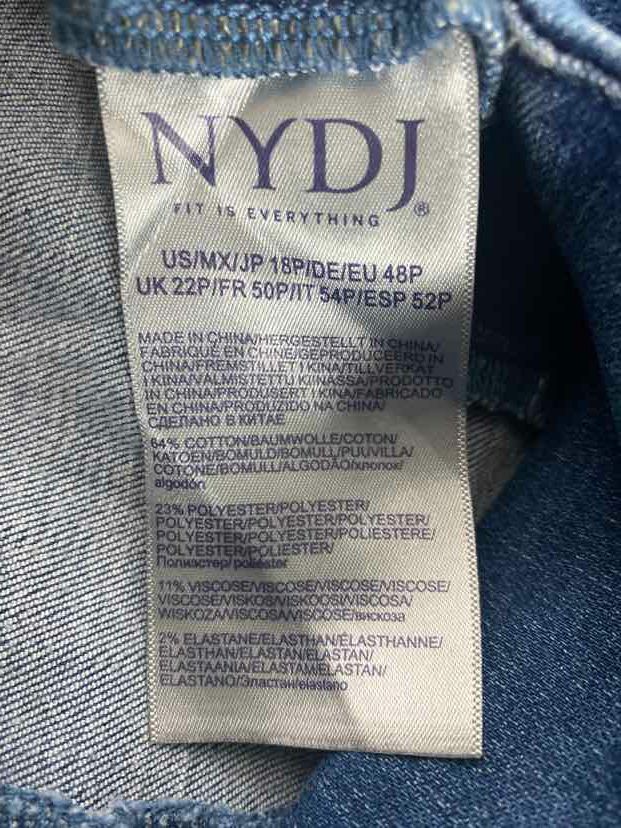 NYDJ®
FIT IS EVERYTHING
US/MX/JP 18P/DE/EU 48P
UK 22P/FR 50P/IT 54P/ESP 52P
MADE IN CHINA/HERGESTELLT IN CHINA/
FABRIQUÉ EN CHINE/GEPRODUCEERD IN
CHINA/FREMSTILLET I KINA/TILLVERKAT
I KINA/VALMISTETTU KIINASSA/PRODOTTO
IN CHINA/PRODUSERT I KINA/FABRICADO
EN CHINA/PRODUZIDO NA CHINA/
СДЕЛАНО В КИТАЕ
64% COTTON/BAUMWOLLE/COTON/
KATOEN/BOMULD/BOMULL/PUUVILLA/
COTONE/BOMULL/ALGODÃO/хлопок/
algodón
23% POLYESTER/POLYESTER/
POLYESTER/POLYESTER/POLYESTER/
POLYESTER/POLYESTERI/POLIESTERE/
POLYESTER/POLIESTER/
Полиэстер/poliéster
11% VISCOSE/VISCOSE/VISCOSE/VISCOSE/
VISCOSE/VISKOS/VISKOOSI/VISCOSA/
WISKOZA/VISCOSA/VISCOSE/вискоза
2% ELASTANE/ELASTHAN/ÉLASTHANNE/
ELASTHAN/ELASTAN/ELASTAN/
ELASTAANIA/ELASTAM/ELASTAN/
ELASTANO/Эластан/elastano